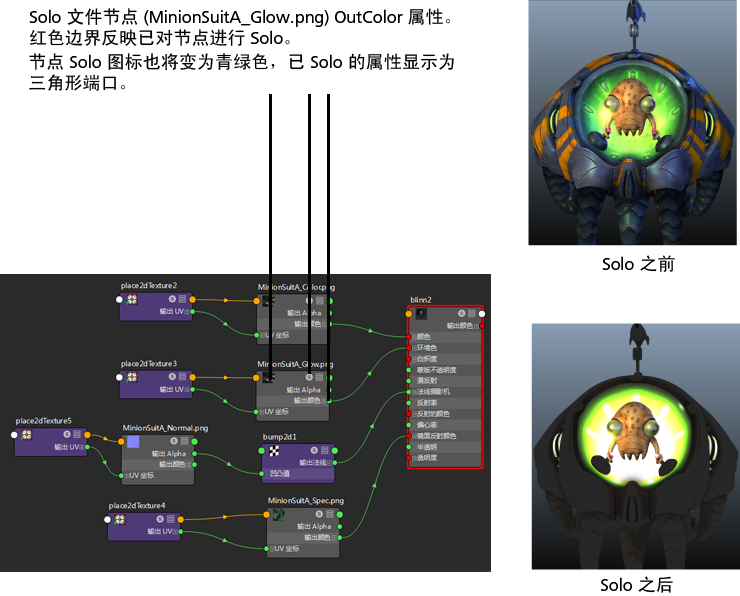 Solo 文件节点 (MinionSuitA_Glow.png) OutColor 属性。
红色边界反映已对节点进行 Solo。
节点 Solo 图标也将变为青绿色，已 Solo 的属性显示为
三角形端口。
Solo 之前
Solo 之后
place2dTexture2
输出 UV
MinionSuitA_Color.png
输出 Alpha
输出颜色
UV 坐标
place2dTexture3
输出 UV
MinionSuitA_Glow.png
输出 Alpha
输出颜色
UV 坐标
place2dTexture5
输出 UV
MinionSuitA_Normal.png
输出 Alpha
输出颜色
UV 坐标
bump2d1
输出法线
凹凸值
place2dTexture4
输出 UV
MinionSuitA_Spec.png
输出 Alpha
输出颜色
UV 坐标
blinn2
输出颜色
颜色
环境色
白炽度
蒙版不透明度
漫反射
法线摄影机
反射率
反射的颜色
偏心率
镜面反射颜色
半透明
透明度